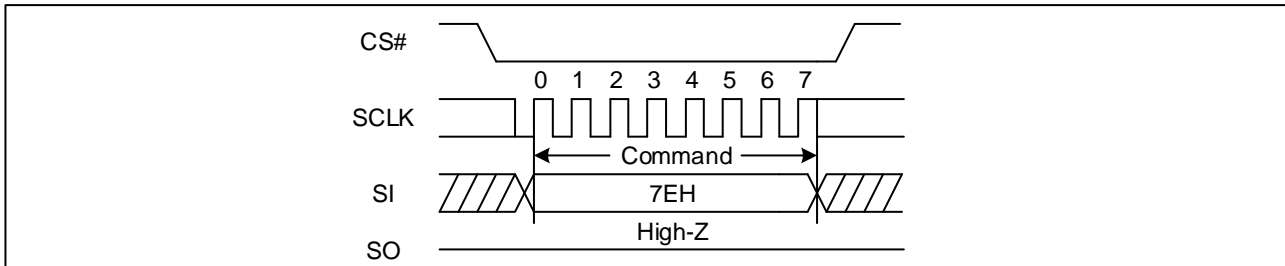 CS#
0 1 2 3 4 5 6 7
SCLK
Command
SI
7EH
High-Z
SO